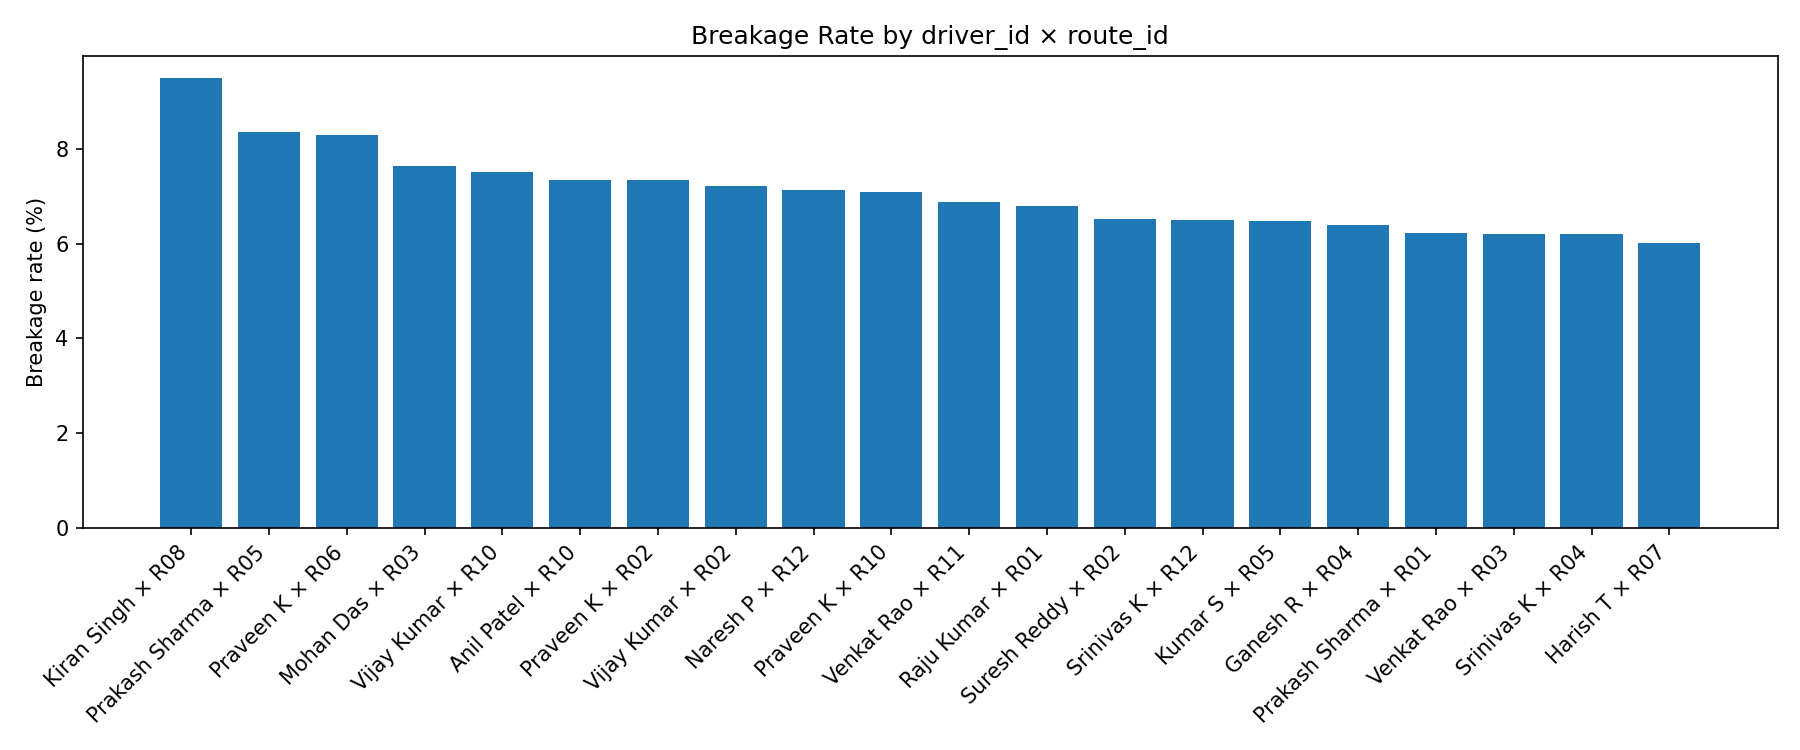 Breakage Rate by driver_id × route_id
Breakage rate (%)
8
6
4
2
0
Kiran Singh × R08
Prakash Sharma × R05
Praveen K × R06
Mohan Das × R03
Vijay Kumar × R10
Anil Patel × R10
Praveen K × R02
Vijay Kumar × R02
Naresh P × R12
Praveen K × R10
Venkat Rao × R11
Raju Kumar × R01
Suresh Reddy × R02
Srinivas K × R12
Kumar S × R05
Ganesh R × R04
Prakash Sharma × R01
Venkat Rao × R03
Srinivas K × R04
Harish T × R07